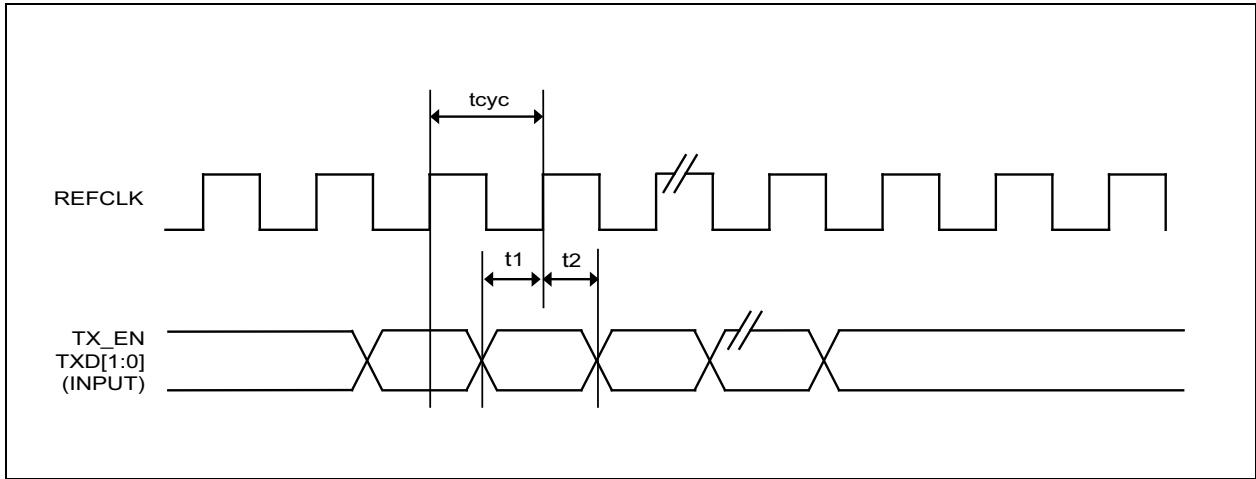 tcyc
REFCLK
t1
t2
TX_EN
TXD[1:0]
(INPUT)